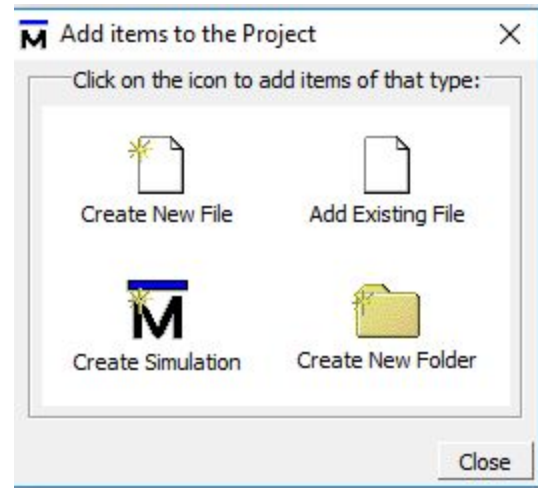 M Add items to the Project
Click on the icon to add items of that type:
Create New File
Add Existing File
M
Create Simulation
Create New Folder
Close